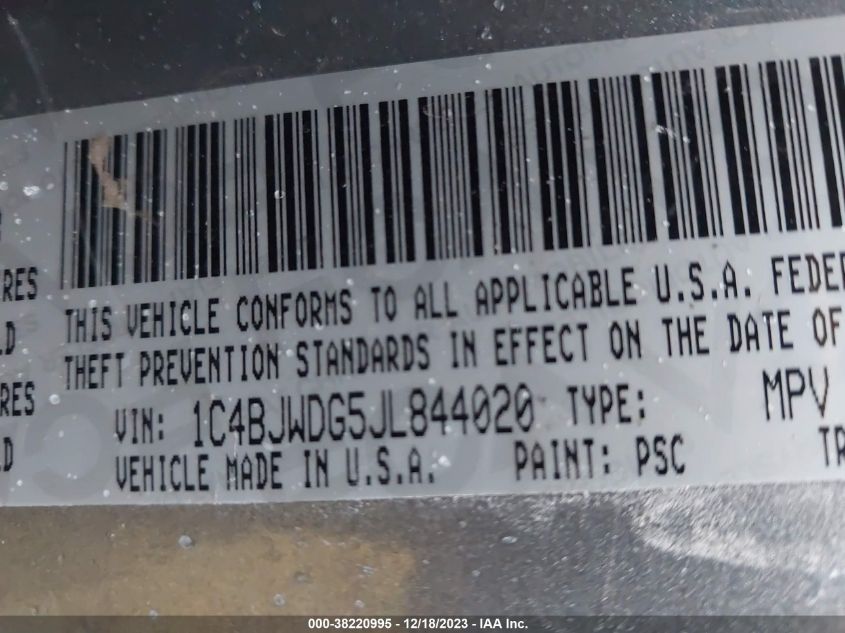 RES
THIS VEHICLE CONFORMS TO ALL APPLICABLE U.S.A. FEDER
THEFT PREVENTION STANDARDS IN EFFECT ON THE DATE OF
RES
VIN: 1C4BJWDG5JL844020 TYPE: MPV
VEHICLE MADE IN U.S.A. PAINT: PSC TR
000-38220995 - 12/18/2023 - IAA Inc.